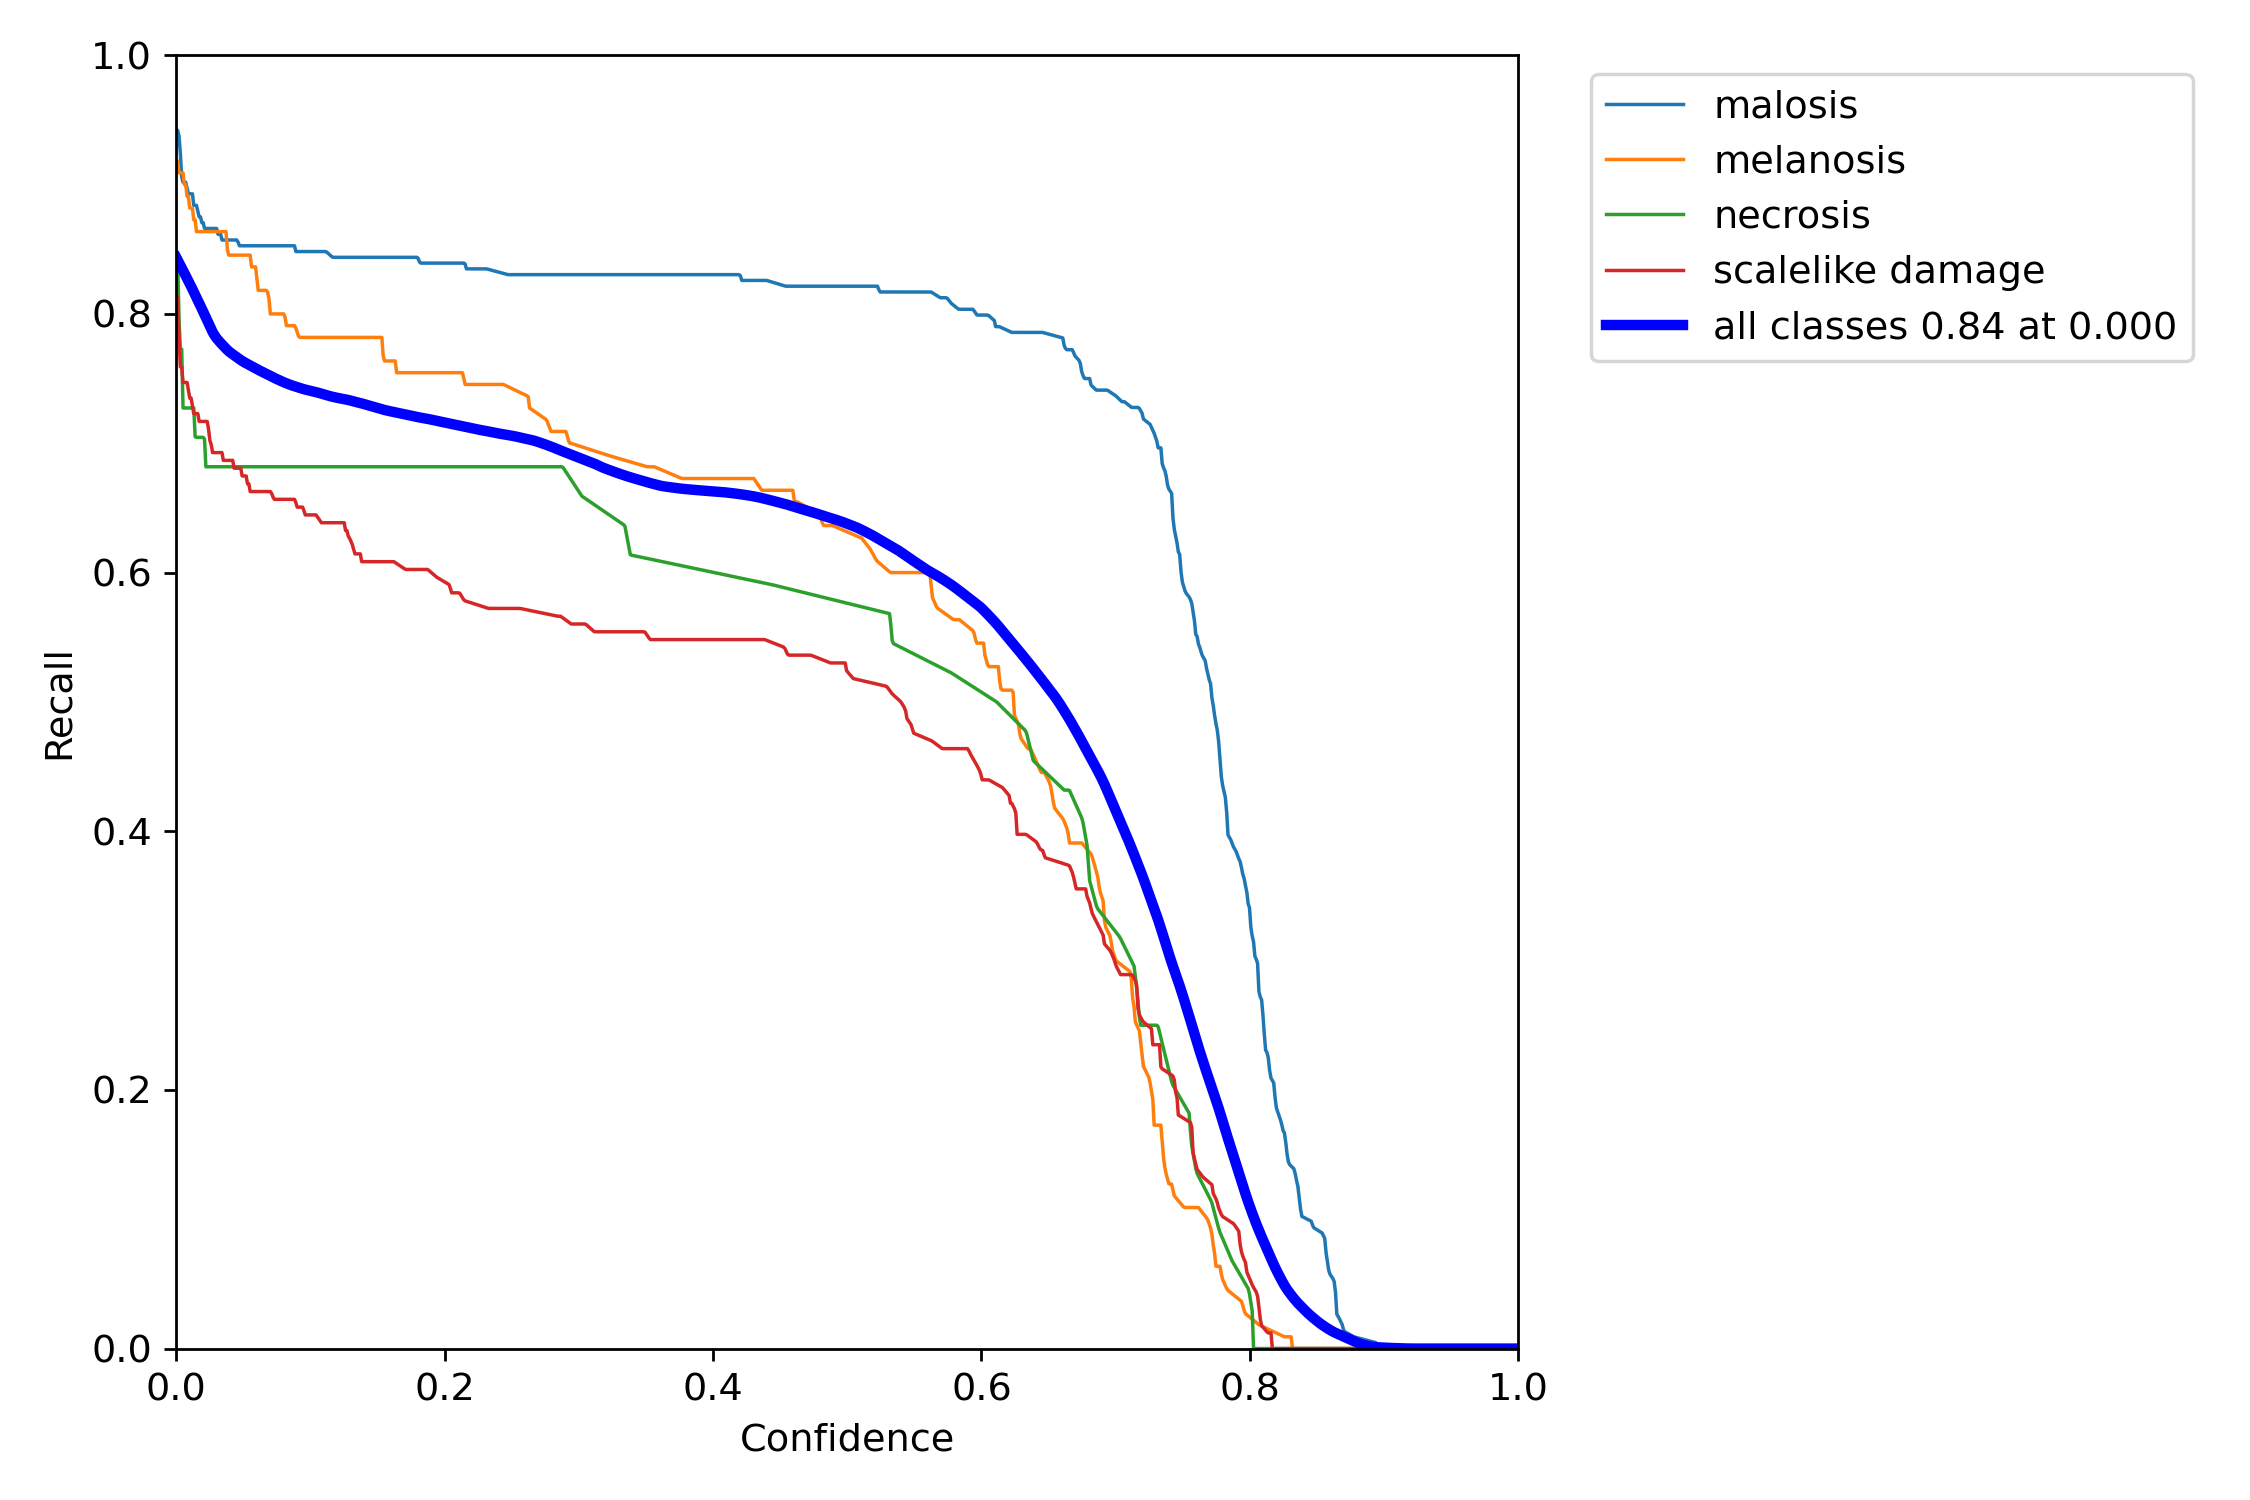 1.0
0.8
0.6
0.4
0.2
0.0
Recall
0.0 0.2 0.4 0.6 0.8 1.0
Confidence
malosis
melanosis
necrosis
scalelike damage
all classes 0.84 at 0.000